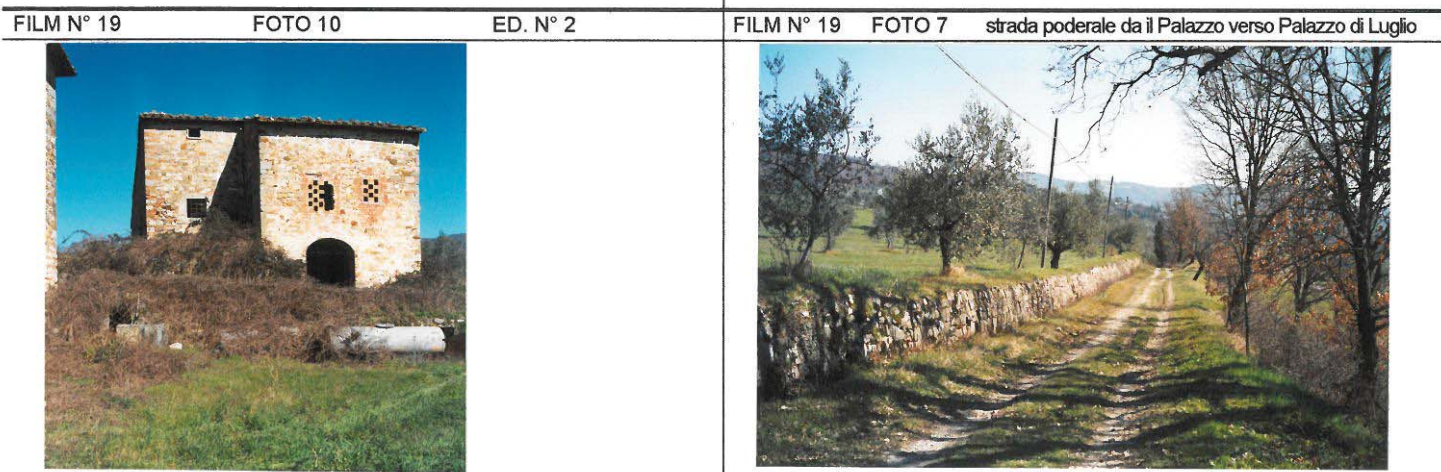 FILM N° 19 FOTO 10 ED. N° 2
FILM N° 19 FOTO 7 strada poderale da il Palazzo verso Palazzo di Luglio